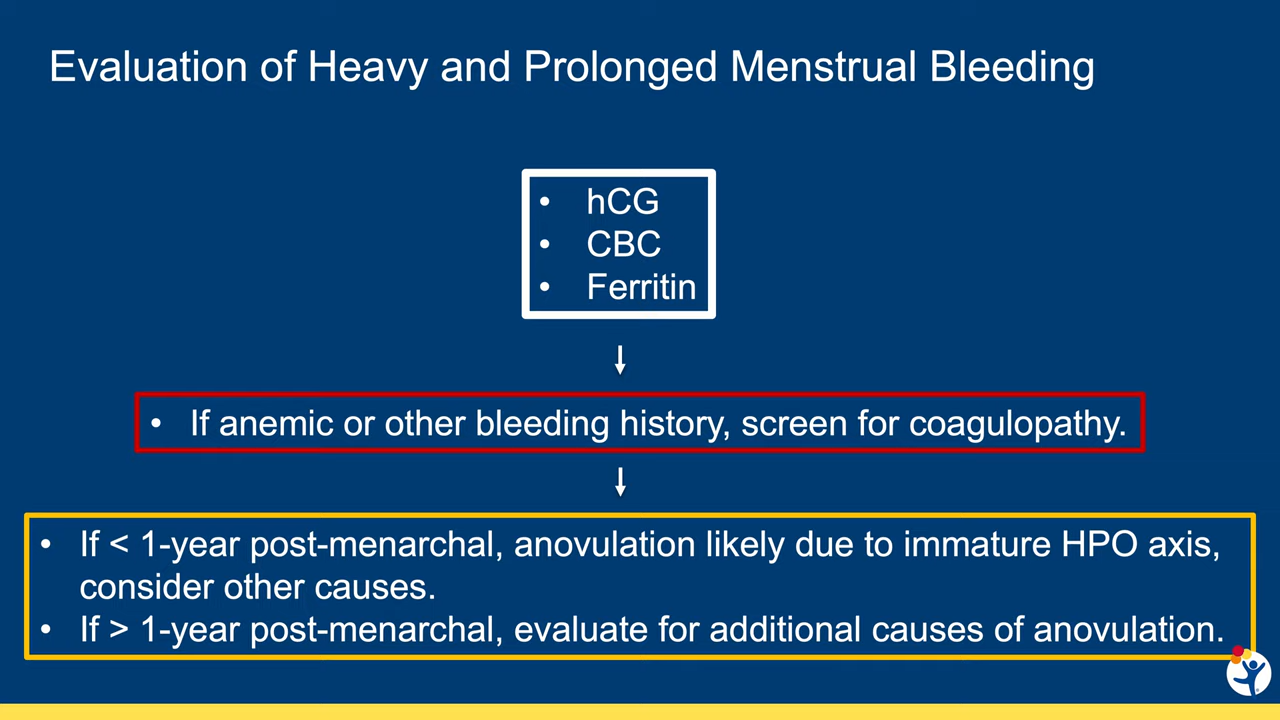 Evaluation of Heavy and Prolonged Menstrual Bleeding
• hCG
• CBC
• Ferritin
• If anemic or other bleeding history, screen for coagulopathy.
• If < 1-year post-menarchal, anovulation likely due to immature HPO axis,
consider other causes.
• If > 1-year post-menarchal, evaluate for additional causes of anovulation.